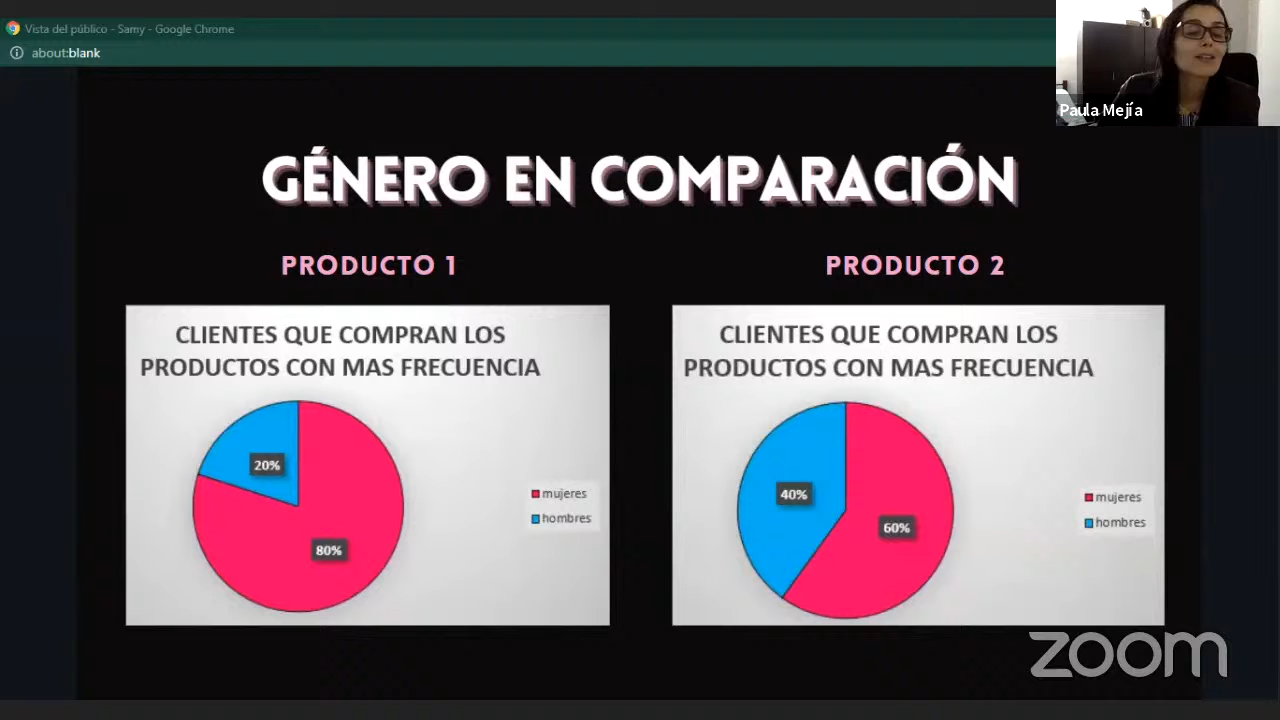 Vista del público - Samy - Google Chrome
about:blank
Paula Mejía
GÉNERO EN COMPARACIÓN
PRODUCTO 1
PRODUCTO 2
CLIENTES QUE COMPRAN LOS
PRODUCTOS CON MAS FRECUENCIA
20%
80%
mujeres
hombres
CLIENTES QUE COMPRAN LOS
PRODUCTOS CON MAS FRECUENCIA
40%
60%
mujeres
hombres
zoom